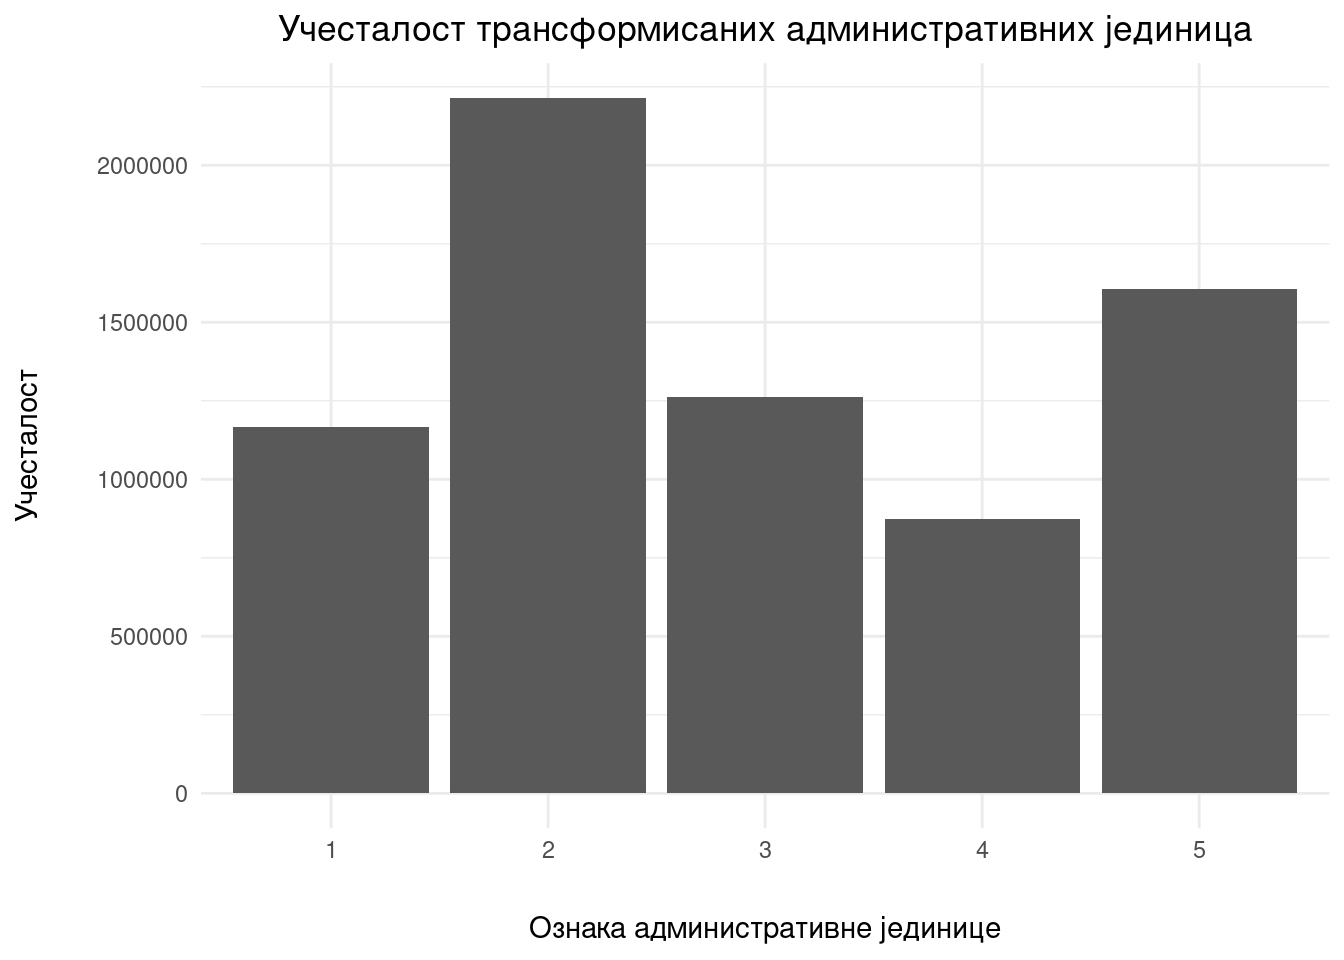 Учесталост трансформисаних административних јединица
Учесталост
2000000
1500000
1000000
500000
0
1 2 3 4 5
Ознака административне јединице